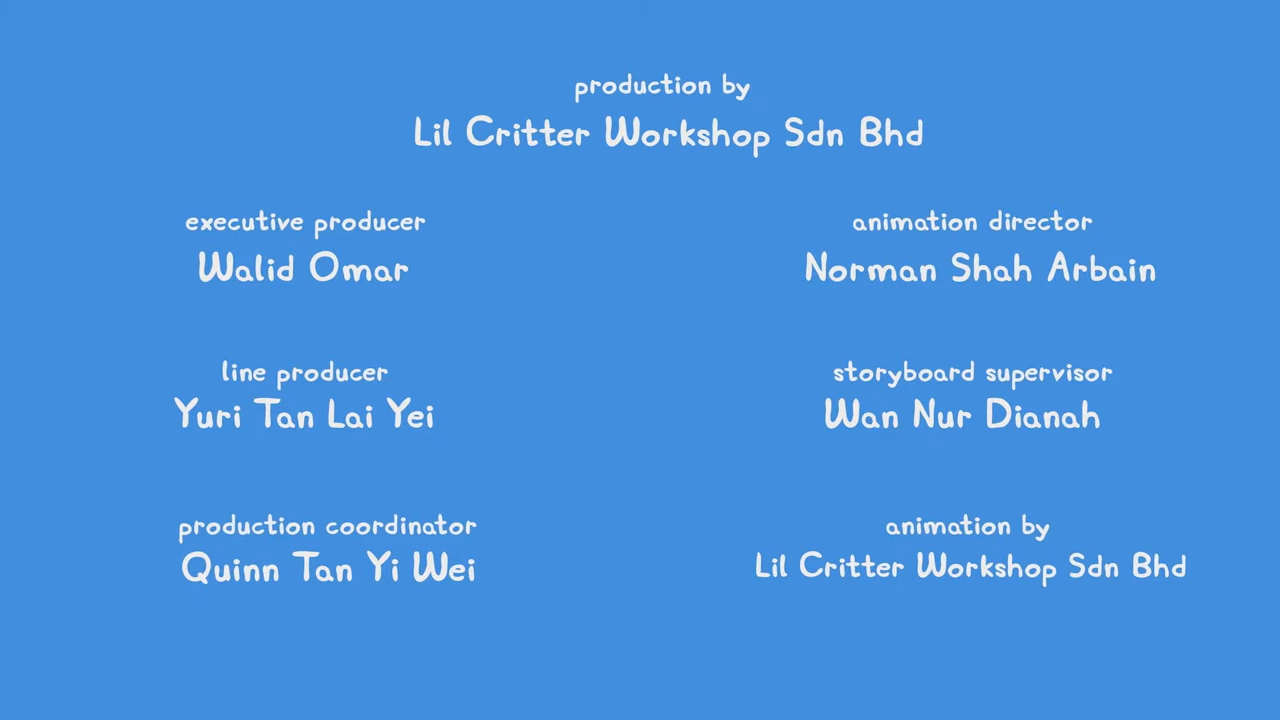 production by
Lil Critter Workshop Sdn Bhd
executive producer
Walid Omar
animation director
Norman Shah Arbain
line producer
Yuri Tan Lai Yei
storyboard supervisor
Wan Nur Dianah
production coordinator
Quinn Tan Yi Wei
animation by
Lil Critter Workshop Sdn Bhd